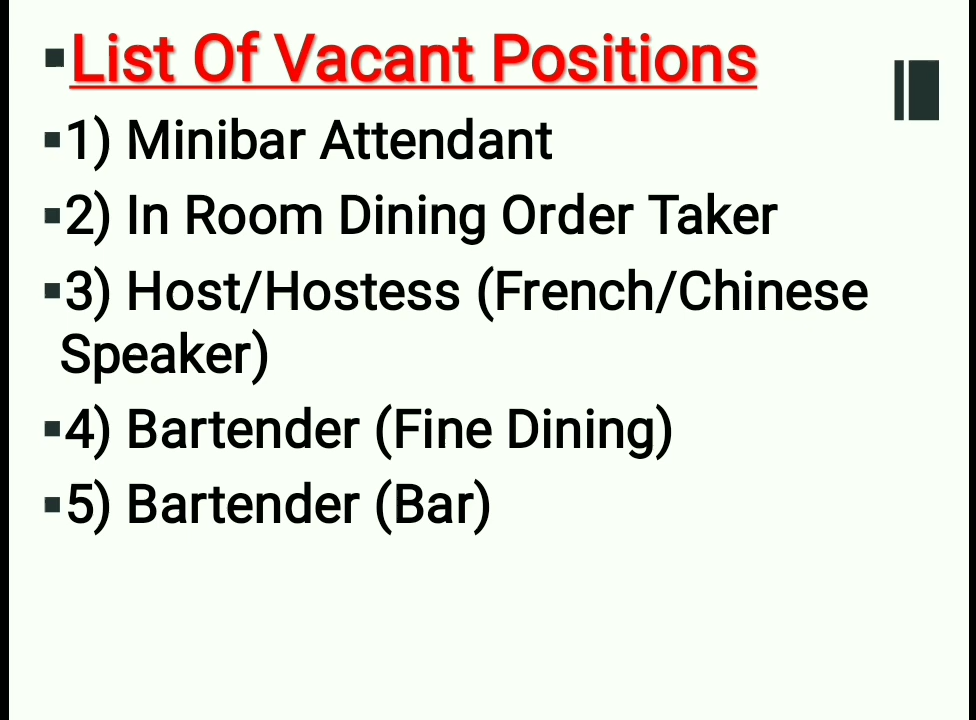 ▪List Of Vacant Positions
▪1) Minibar Attendant
▪2) In Room Dining Order Taker
▪3) Host/Hostess (French/Chinese
Speaker)
▪4) Bartender (Fine Dining)
▪5) Bartender (Bar)